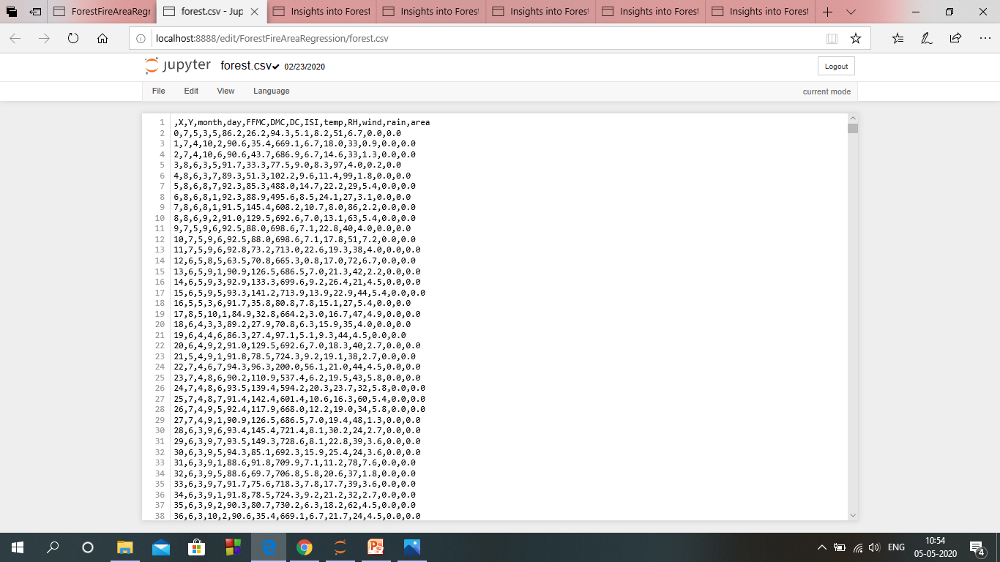 ForestFireAreaRegr
forest.csv - Jup
Insights into Forest
Insights into Forest
Insights into Forest
Insights into Forest
Insights into Forest
localhost:8888/edit/ForestFireAreaRegression/forest.csv
jupyter forest.csv 02/23/2020
Logout
File Edit View Language
current mode
1 ,X,Y,month,day,FFMC,DMC,DC,ISI,temp,RH,wind,rain,area
2 0,7,5,3,5,86.2,26.2,94.3,5.1,8.2,51,6.7,0.0,0.0
3 1,7,4,10,2,90.6,35.4,669.1,6.7,18.0,33,0.9,0.0,0.0
4 2,7,4,10,6,90.6,43.7,686.9,6.7,14.6,33,1.3,0.0,0.0
5 3,8,6,3,5,91.7,33.3,77.5,9.0,8.3,97,4.0,0.2,0.0
6 4,8,6,3,7,89.3,51.3,102.2,9.6,11.4,99,1.8,0.0,0.0
7 5,8,6,8,7,92.3,85.3,488.0,14.7,22.2,29,5.4,0.0,0.0
8 6,8,6,8,1,92.3,88.9,495.6,8.5,24.1,27,3.1,0.0,0.0
9 7,8,6,8,1,91.5,145.4,608.2,10.7,8.0,86,2.2,0.0,0.0
10 8,8,6,9,2,91.0,129.5,692.6,7.0,13.1,63,5.4,0.0,0.0
11 9,7,5,9,6,92.5,88.0,698.6,7.1,22.8,40,4.0,0.0,0.0
12 10,7,5,9,6,92.5,88.0,698.6,7.1,17.8,51,7.2,0.0,0.0
13 11,7,5,9,6,92.8,73.2,713.0,22.6,19.3,38,4.0,0.0,0.0
14 12,6,5,8,5,63.5,70.8,665.3,0.8,17.0,72,6.7,0.0,0.0
15 13,6,5,9,1,90.9,126.5,686.5,7.0,21.3,42,2.2,0.0,0.0
16 14,6,5,9,3,92.9,133.3,699.6,9.2,26.4,21,4.5,0.0,0.0
17 15,6,5,9,5,93.3,141.2,713.9,13.9,22.9,44,5.4,0.0,0.0
18 16,5,5,3,6,91.7,35.8,80.8,7.8,15.1,27,5.4,0.0,0.0
19 17,8,5,10,1,84.9,32.8,664.2,3.0,16.7,47,4.9,0.0,0.0
20 18,6,4,3,3,89.2,27.9,70.8,6.3,15.9,35,4.0,0.0,0.0
21 19,6,4,4,6,86.3,27.4,97.1,5.1,9.3,44,4.5,0.0,0.0
22 20,6,4,9,2,91.0,129.5,692.6,7.0,18.3,40,2.7,0.0,0.0
23 21,5,4,9,1,91.8,78.5,724.3,9.2,19.1,38,2.7,0.0,0.0
24 22,7,4,6,7,94.3,96.3,200.0,56.1,21.0,44,4.5,0.0,0.0
25 23,7,4,8,6,90.2,110.9,537.4,6.2,19.5,43,5.8,0.0,0.0
26 24,7,4,8,6,93.5,139.4,594.2,20.3,23.7,32,5.8,0.0,0.0
27 25,7,4,8,7,91.4,142.4,601.4,10.6,16.3,60,5.4,0.0,0.0
28 26,7,4,9,5,92.4,117.9,668.0,12.2,19.0,34,5.8,0.0,0.0
29 27,7,4,9,1,90.9,126.5,686.5,7.0,19.4,48,1.3,0.0,0.0
30 28,6,3,9,6,93.4,145.4,721.4,8.1,30.2,24,2.7,0.0,0.0
31 29,6,3,9,7,93.5,149.3,728.6,8.1,22.8,39,3.6,0.0,0.0
32 30,6,3,9,5,94.3,85.1,692.3,15.9,25.4,24,3.6,0.0,0.0
33 31,6,3,9,1,88.6,91.8,709.9,7.1,11.2,78,7.6,0.0,0.0
34 32,6,3,9,5,88.6,69.7,706.8,5.8,20.6,37,1.8,0.0,0.0
35 33,6,3,9,7,91.7,75.6,718.3,7.8,17.7,39,3.6,0.0,0.0
36 34,6,3,9,1,91.8,78.5,724.3,9.2,21.2,32,2.7,0.0,0.0
37 35,6,3,9,2,90.3,80.7,730.2,6.3,18.2,62,4.5,0.0,0.0
38 36,6,3,10,2,90.6,35.4,669.1,6.7,21.7,24,4.5,0.0,0.0
ENG
10:54
05-05-2020
4